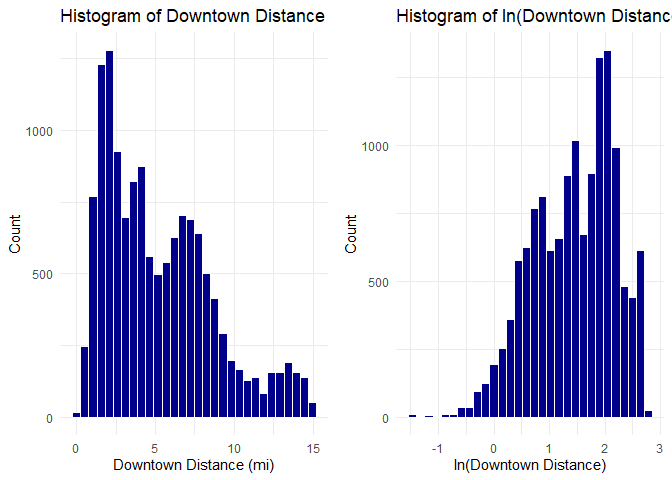 Histogram of Downtown Distance
1000
500
0
Count
0 5 10 15
Downtown Distance (mi)
Histogram of ln(Downtown Distanc
1000
500
0
Count
-1 0 1 2 3
ln(Downtown Distance)